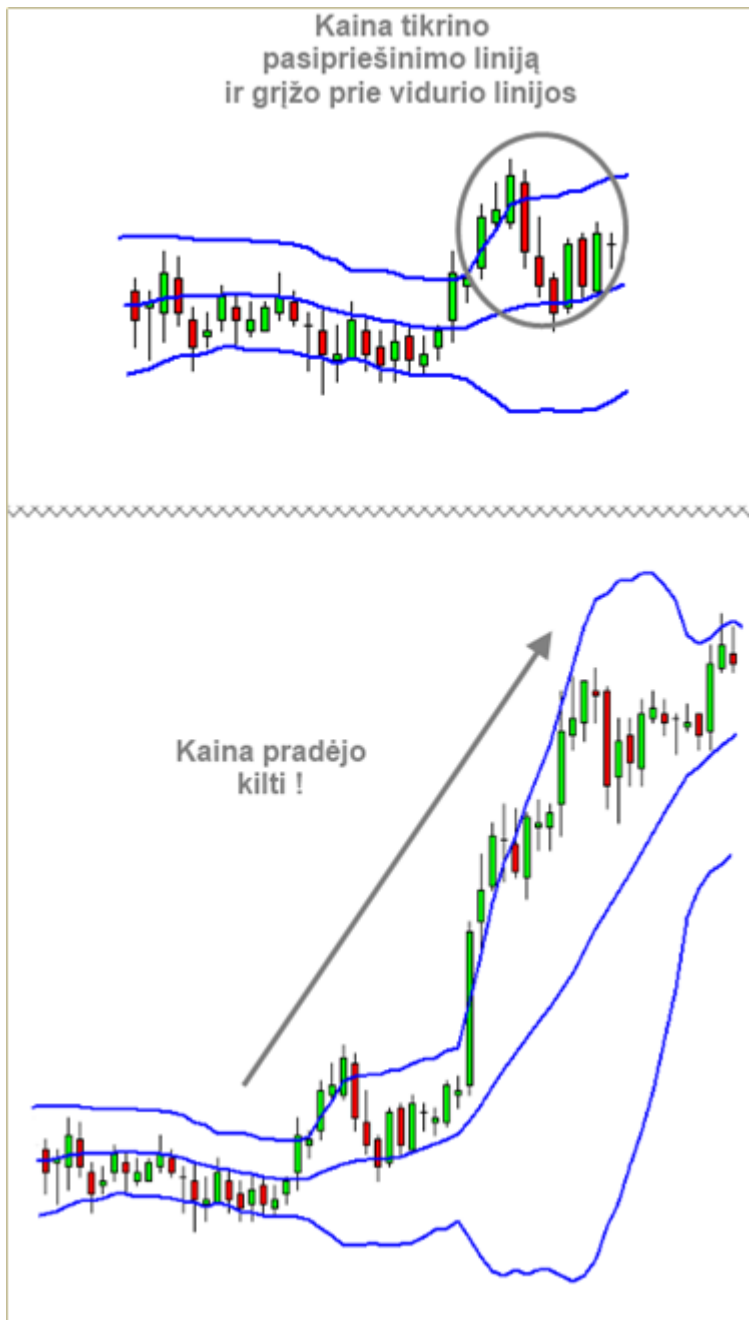 Kaina tikrino
pasipriešinimo liniją
ir grįžo prie vidurio linijos
Kaina pradėjo
kilti !